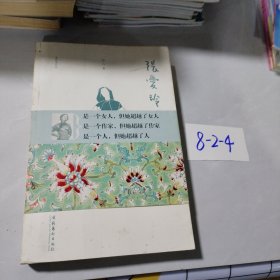 张爱玲
是一个女人，但她超越了女人
是一个作家，但她超越了作家
是一个人，但她超越了人
8-2-4